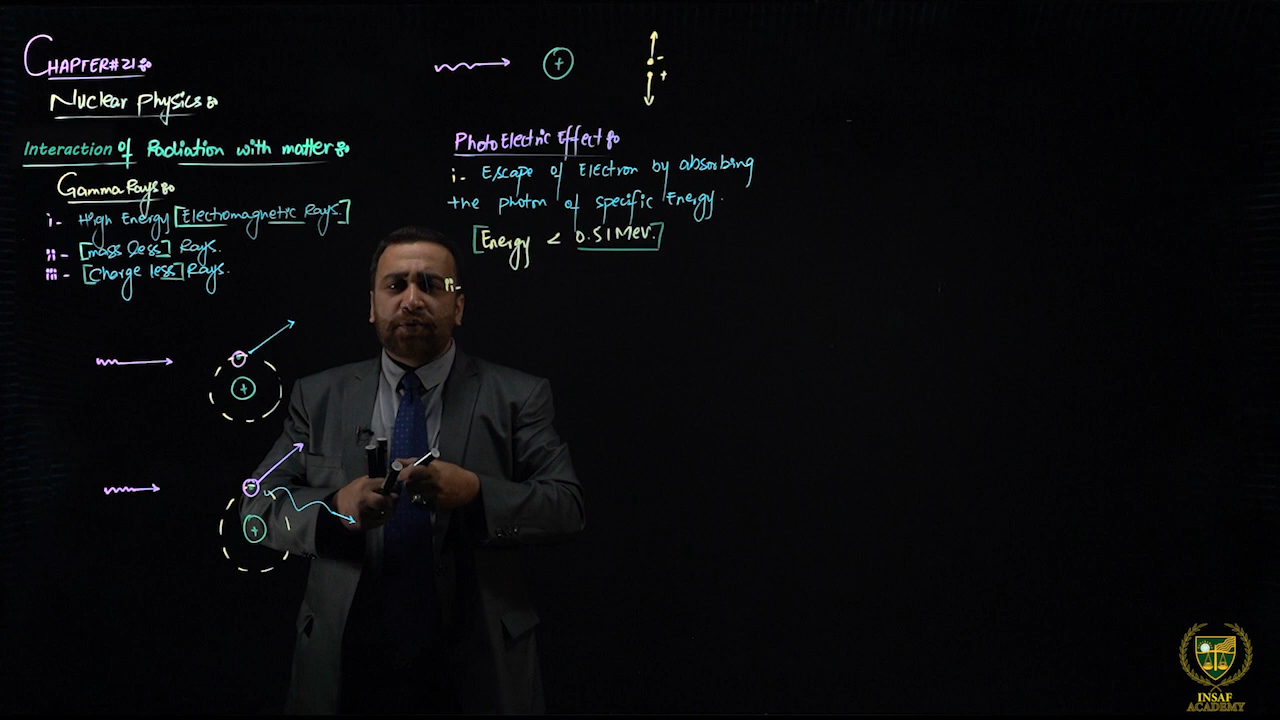 CHAPTER#21:
Nuclear Physics:
Interaction of Radiation with matter:
Gamma Rays:
i- High Energy [Electromagnetic Rays.]
ii- [mass less] Rays.
iii- [Charge less] Rays.
+
+
+
-
+
PhotoElectric Effect:
i- Escape of Electron by absorbing
the photon of specific Energy.
[Energy < 0.51 Mev.]
ii-
INSAF
ACADEMY